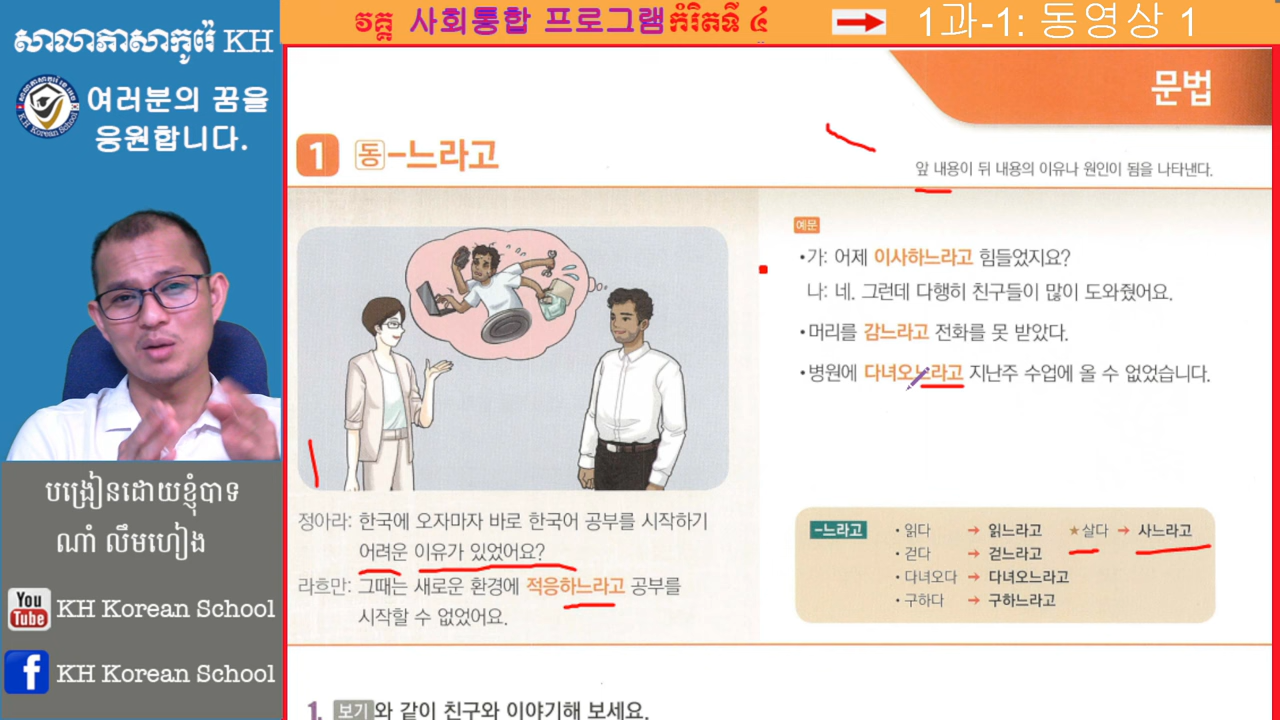 សាលាភាសាកូរ៉េ KH
여러분의 꿈을
응원합니다.
វគ្គ 사회통합 프로그램 កំរិតទី ៤
1과-1: 동영상 1
문법
1 동 -느라고
앞 내용이 뒤 내용의 이유나 원인이 됨을 나타낸다.
정아라: 한국에 오자마자 바로 한국어 공부를 시작하기
어려운 이유가 있었어요?
라흐만: 그때는 새로운 환경에 적응하느라고 공부를
시작할 수 없었어요.
예문
•가: 어제 이사하느라고 힘들었지요?
나: 네. 그런데 다행히 친구들이 많이 도와줬어요.
•머리를 감느라고 전화를 못 받았다.
•병원에 다녀오느라고 지난주 수업에 올 수 없었습니다.
-느라고
•읽다 → 읽느라고 ★살다 → 사느라고
•걷다 → 걷느라고
•다녀오다 → 다녀오느라고
•구하다 → 구하느라고
1. 보기와 같이 친구와 이야기해 보세요.
បង្រៀនដោយខ្ញុំបាទ
ណាំ លឹមហៀង
You Tube KH Korean School
f KH Korean School